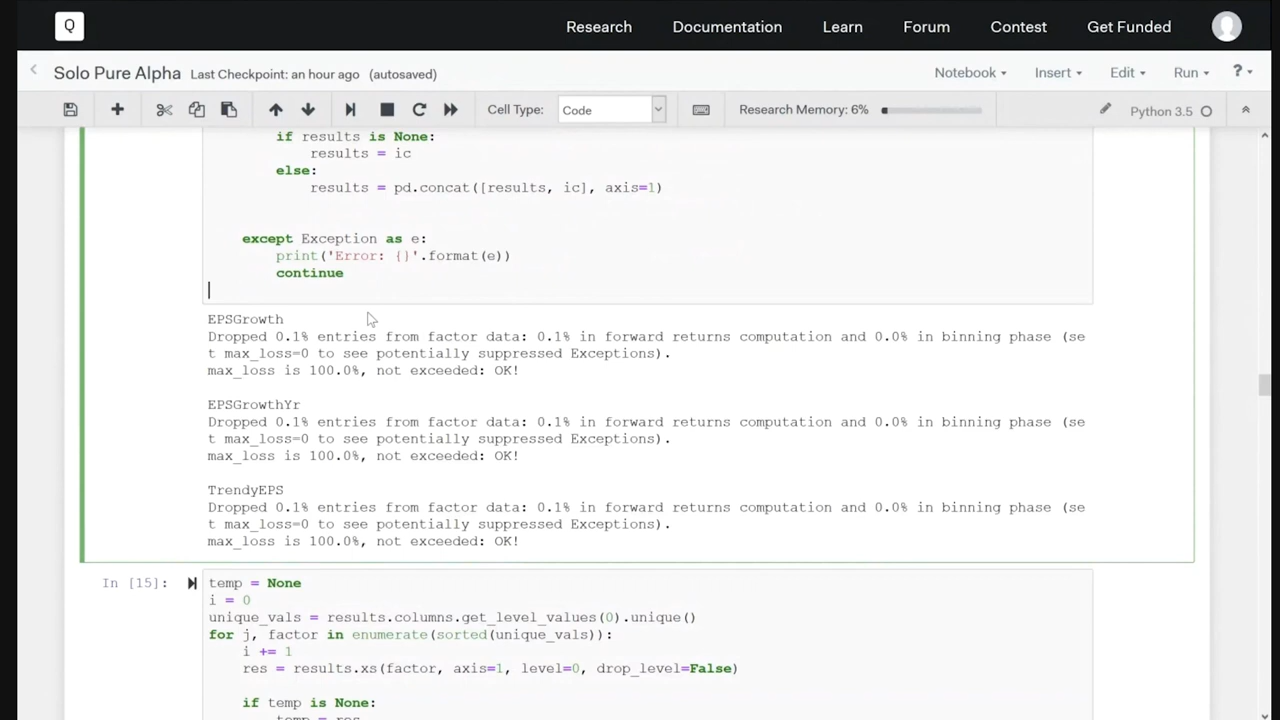 Q
Research Documentation Learn Forum Contest Get Funded
Solo Pure Alpha Last Checkpoint: an hour ago (autosaved) Notebook Insert Edit Run ?
Cell Type: Code Research Memory: 6% Python 3.5
if results is None:
results = ic
else:
results = pd.concat([results, ic], axis=1)
except Exception as e:
print('Error: {}'.format(e))
continue
EPSGrowth
Dropped 0.1% entries from factor data: 0.1% in forward returns computation and 0.0% in binning phase (se
t max_loss=0 to see potentially suppressed Exceptions).
max_loss is 100.0%, not exceeded: OK!
EPSGrowthYr
Dropped 0.1% entries from factor data: 0.1% in forward returns computation and 0.0% in binning phase (se
t max_loss=0 to see potentially suppressed Exceptions).
max_loss is 100.0%, not exceeded: OK!
TrendyEPS
Dropped 0.1% entries from factor data: 0.1% in forward returns computation and 0.0% in binning phase (se
t max_loss=0 to see potentially suppressed Exceptions).
max_loss is 100.0%, not exceeded: OK!
In [15]: temp = None
i = 0
unique_vals = results.columns.get_level_values(0).unique()
for j, factor in enumerate(sorted(unique_vals)):
i += 1
res = results.xs(factor, axis=1, level=0, drop_level=False)
if temp is None:
temp = res